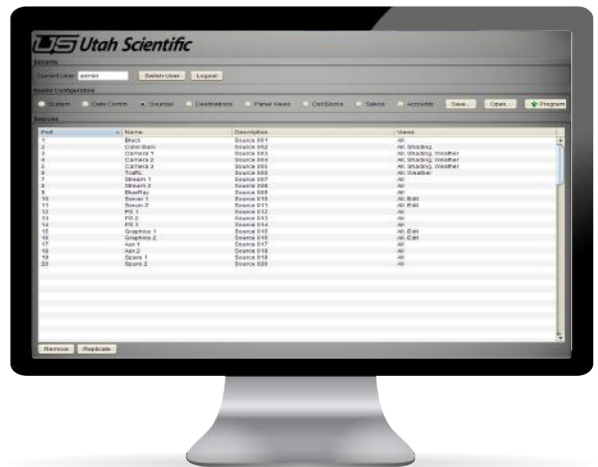 US Utah Scientific
Security
Current User admin Switch User Logout
Board Configuration
System Data Comm Sources Destinations Panel Views Ctrl Blocks Salvos Accounts Save... Open... Program
Sources
Port Name Description Views
1 Black Source 001 All
2 Color Bars Source 002 All, Shading
3 Camera 1 Source 003 All, Shading, Weather
4 Camera 2 Source 004 All, Shading, Weather
5 Camera 3 Source 005 All, Shading, Weather
6 Traffic Source 006 All, Weather
7 Stream 1 Source 007 All
8 Stream 2 Source 008 All
9 BlueRay Source 009 All
10 Server 1 Source 010 All, Edit
11 Server 2 Source 011 All, Edit
12 FS 1 Source 012 All
13 FS 2 Source 013 All
14 FS 3 Source 014 All
15 Graphics 1 Source 015 All, Edit
16 Graphics 2 Source 016 All, Edit
17 Aux 1 Source 017 All
18 Aux 2 Source 018 All
19 Spare 1 Source 019 All
20 Spare 2 Source 020 All
Remove Replicate